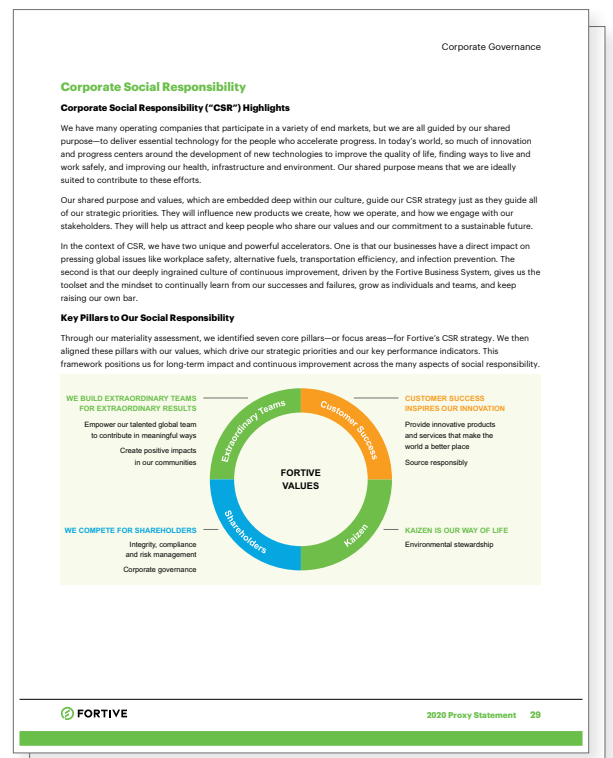 Corporate Governance
Corporate Social Responsibility
Corporate Social Responsibility (“CSR”) Highlights
We have many operating companies that participate in a variety of end markets, but we are all guided by our shared
purpose—to deliver essential technology for the people who accelerate progress. In today’s world, so much of innovation
and progress centers around the development of new technologies to improve the quality of life, finding ways to live and
work safely, and improving our health, infrastructure and environment. Our shared purpose means that we are ideally
suited to contribute to these efforts.
Our shared purpose and values, which are embedded deep within our culture, guide our CSR strategy just as they guide all
of our strategic priorities. They will influence new products we create, how we operate, and how we engage with our
stakeholders. They will help us attract and keep people who share our values and our commitment to a sustainable future.
In the context of CSR, we have two unique and powerful accelerators. One is that our businesses have a direct impact on
pressing global issues like workplace safety, alternative fuels, transportation efficiency, and infection prevention. The
second is that our deeply ingrained culture of continuous improvement, driven by the Fortive Business System, gives us the
toolset and the mindset to continually learn from our successes and failures, grow as individuals and teams, and keep
raising our own bar.
Key Pillars to Our Social Responsibility
Through our materiality assessment, we identified seven core pillars—or focus areas—for Fortive’s CSR strategy. We then
aligned these pillars with our values, which drive our strategic priorities and our key performance indicators. This
framework positions us for long-term impact and continuous improvement across the many aspects of social responsibility.
WE BUILD EXTRAORDINARY TEAMS
FOR EXTRAORDINARY RESULTS
Empower our talented global team
to contribute in meaningful ways
Create positive impacts
in our communities
Extraordinary Teams
Customer Success
CUSTOMER SUCCESS
INSPIRES OUR INNOVATION
Provide innovative products
and services that make the
world a better place
Source responsibly
FORTIVE
VALUES
WE COMPETE FOR SHAREHOLDERS
Integrity, compliance
and risk management
Corporate governance
Shareholders
Kaizen
KAIZEN IS OUR WAY OF LIFE
Environmental stewardship
FORTIVE
2020 Proxy Statement 29